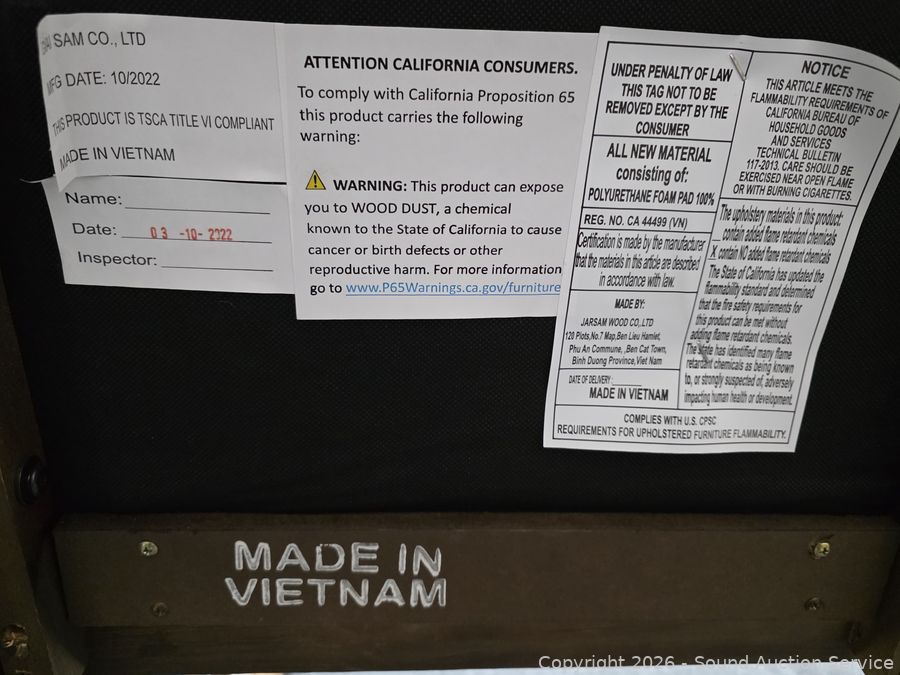 SAM CO., LTD
MFG DATE: 10/2022
THIS PRODUCT IS TSCA TITLE VI COMPLIANT
MADE IN VIETNAM
Name:
Date: 03 -10- 2022
Inspector:
ATTENTION CALIFORNIA CONSUMERS.
To comply with California Proposition 65
this product carries the following
warning:
WARNING: This product can expose
you to WOOD DUST, a chemical
known to the State of California to cause
cancer or birth defects or other
reproductive harm. For more information
go to www.P65Warnings.ca.gov/furniture
UNDER PENALTY OF LAW
THIS TAG NOT TO BE
REMOVED EXCEPT BY THE
CONSUMER
ALL NEW MATERIAL
consisting of:
POLYURETHANE FOAM PAD 100%
REG. NO. CA 44499 (VN)
Certification is made by the manufacturer
that the materials in this article are described
in accordance with law.
MADE BY:
JARSAM WOOD CO,.LTD
120 Plots,No.7 Map,Ben Lieu Hamlet,
Phu An Commune, ,Ben Cat Town,
Binh Duong Province,Viet Nam
DATE OF DELIVERY:
MADE IN VIETNAM
NOTICE
THIS ARTICLE MEETS THE
FLAMMABILITY REQUIREMENTS OF
CALIFORNIA BUREAU OF
HOUSEHOLD GOODS
AND SERVICES
TECHNICAL BULLETIN
117-2013. CARE SHOULD BE
EXERCISED NEAR OPEN FLAME
OR WITH BURNING CIGARETTES.
The upholstery materials in this product:
contain added flame retardant chemicals
X contain NO added flame retardant chemicals
The State of California has updated the
flammability standard and determined
that the fire safety requirements for
this product can be met without
adding flame retardant chemicals.
The state has identified many flame
retardant chemicals as being known
to, or strongly suspected of, adversely
impacting human health or development.
COMPLIES WITH U.S. CPSC
REQUIREMENTS FOR UPHOLSTERED FURNITURE FLAMMABILITY.
MADE IN
VIETNAM
Copyright 2026 - Sound Auction Service